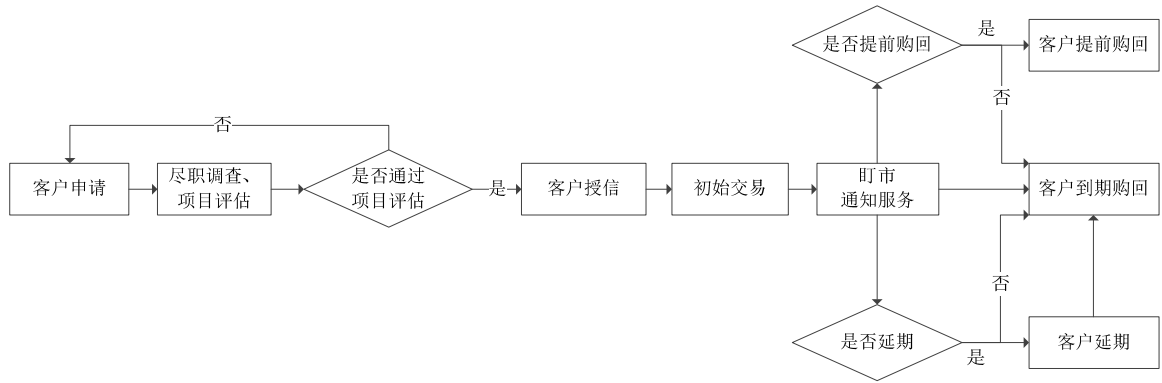 是否提前购回
是
客户提前购回
否
否
客户申请
尽职调查、
项目评估
是否通过
项目评估
是
客户授信
初始交易
盯市
通知服务
客户到期购回
否
是否延期
是
客户延期